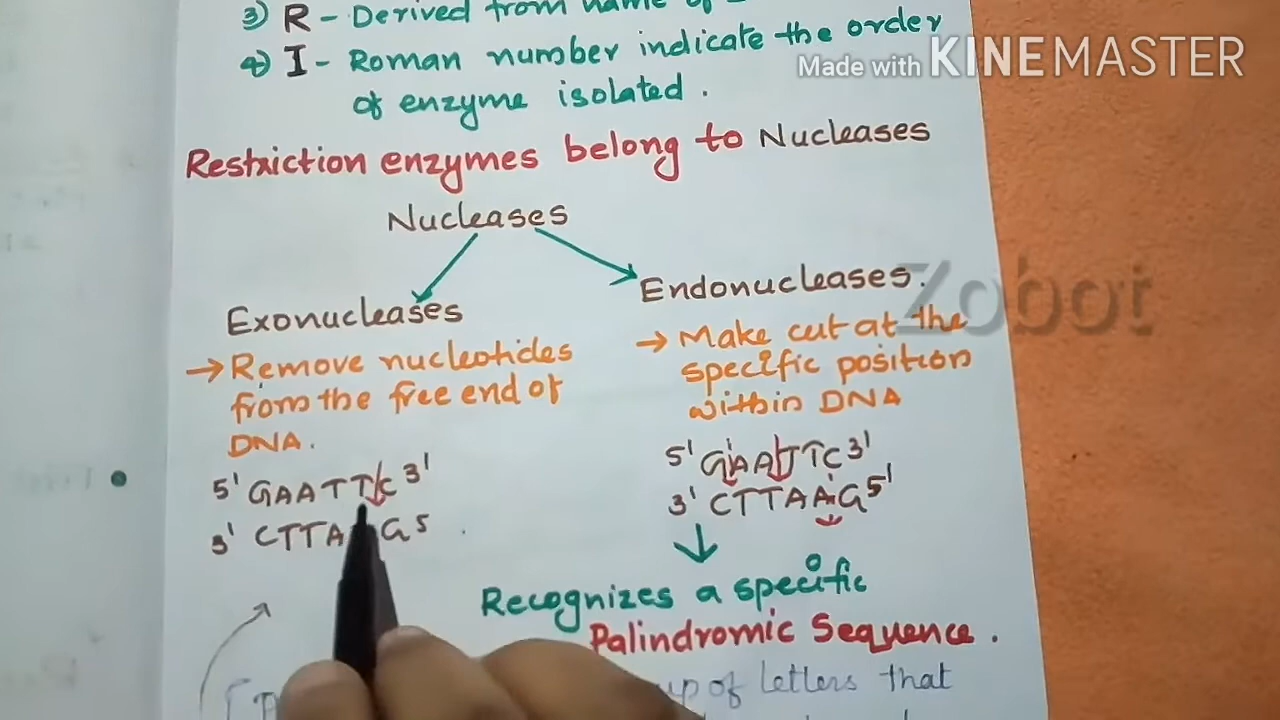 3) R - Derived from name of
4) I - Roman number indicate the order
of enzyme isolated.
Made with KINEMASTER
Restriction enzymes belong to Nucleases
Nucleases
Exonucleases
→ Remove nucleotides
from the free end of
DNA.
5' GAATTC 3'
3' CTTA G 5
Endonucleases.
→ Make cut at the
specific position
within DNA
5' GAATTC 3'
3' CTTAAG 5'
Zobot
Recognizes a specific
Palindromic Sequence.
of letters that